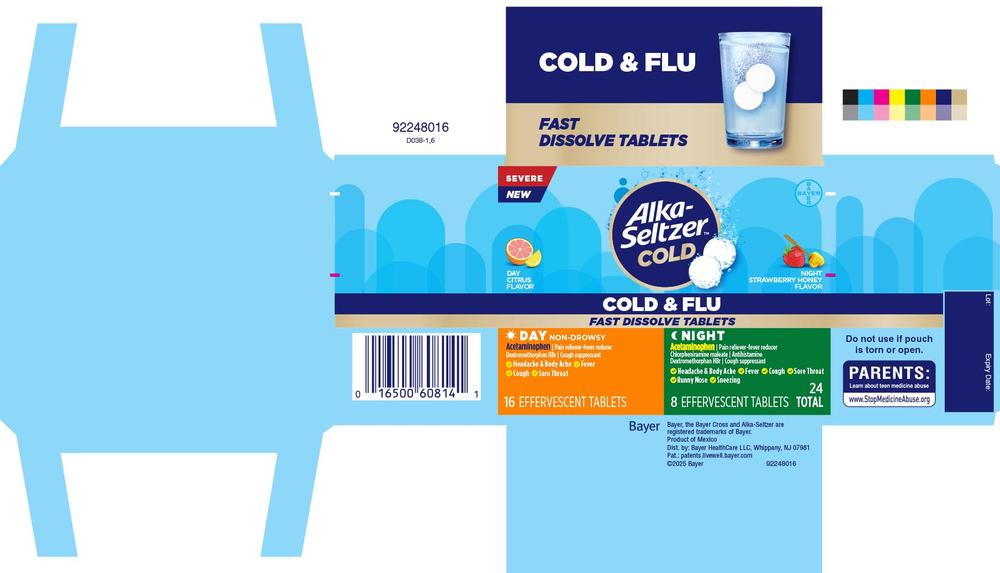 COLD & FLU
FAST
DISSOLVE TABLETS
92248016
D038-1,6
SEVERE
NEW
BAYER
BAYER
Alka-
Seltzer™
COLD
DAY
CITRUS
FLAVOR
NIGHT
STRAWBERRY HONEY
FLAVOR
COLD & FLU
FAST DISSOLVE TABLETS
Lot:
Expiry Date:
DAY NON-DROWSY
Acetaminophen | Pain reliever-fever reducer
Dextromethorphan HBr | Cough suppressant
Headache & Body Ache Fever
Cough Sore Throat
16 EFFERVESCENT TABLETS
NIGHT
Acetaminophen | Pain reliever-fever reducer
Chlorpheniramine maleate | Antihistamine
Dextromethorphan HBr | Cough suppressant
Headache & Body Ache Fever Cough Sore Throat
Runny Nose Sneezing
8 EFFERVESCENT TABLETS
24
TOTAL
0 16500 60814 1
Do not use if pouch
is torn or open.
PARENTS:
Learn about teen medicine abuse
www.StopMedicineAbuse.org
Bayer
Bayer, the Bayer Cross and Alka-Seltzer are
registered trademarks of Bayer.
Product of Mexico
Dist. by: Bayer HealthCare LLC, Whippany, NJ 07981
Pat.: patents.livewell.bayer.com
©2025 Bayer 92248016